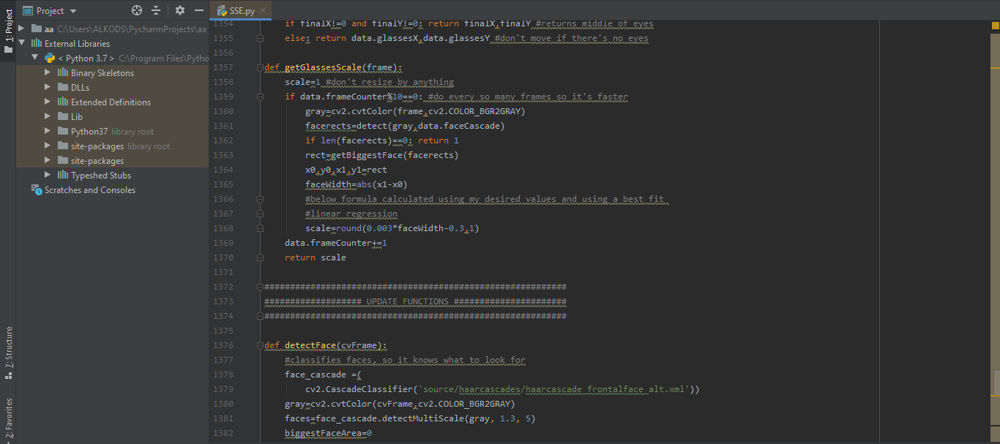 Project
SSE.py
1: Project
aa C:\Users\ALKODS\PycharmProjects\aa
External Libraries
< Python 3.7 > C:\Program Files\Pytho
Binary Skeletons
DLLs
Extended Definitions
Lib
Python37 library root
site-packages library root
site-packages
Typeshed Stubs
Scratches and Consoles
7: Structure
2: Favorites
1354 if finalX!=0 and finalY!=0: return finalX,finalY #returns middle of eyes
1355 else: return data.glassesX,data.glassesY #don't move if there's no eyes
1356
1357 def getGlassesScale(frame):
1358 scale=1 #don't resize by anything
1359 if data.frameCounter%10==0: #do every so many frames so it's faster
1360 gray=cv2.cvtColor(frame,cv2.COLOR_BGR2GRAY)
1361 facerects=detect(gray,data.faceCascade)
1362 if len(facerects)==0: return 1
1363 rect=getBiggestFace(facerects)
1364 x0,y0,x1,y1=rect
1365 faceWidth=abs(x1-x0)
1366 #below formula calculated using my desired values and using a best fit
1367 #linear regression
1368 scale=round(0.003*faceWidth-0.3,1)
1369 data.frameCounter+=1
1370 return scale
1371
1372 ###########################################################
1373 ################### UPDATE FUNCTIONS ######################
1374 ###########################################################
1375
1376 def detectFace(cvFrame):
1377 #classifies faces, so it knows what to look for
1378 face_cascade =(
1379 cv2.CascadeClassifier('source/haarcascades/haarcascade_frontalface_alt.xml'))
1380 gray=cv2.cvtColor(cvFrame,cv2.COLOR_BGR2GRAY)
1381 faces=face_cascade.detectMultiScale(gray, 1.3, 5)
1382 biggestFaceArea=0